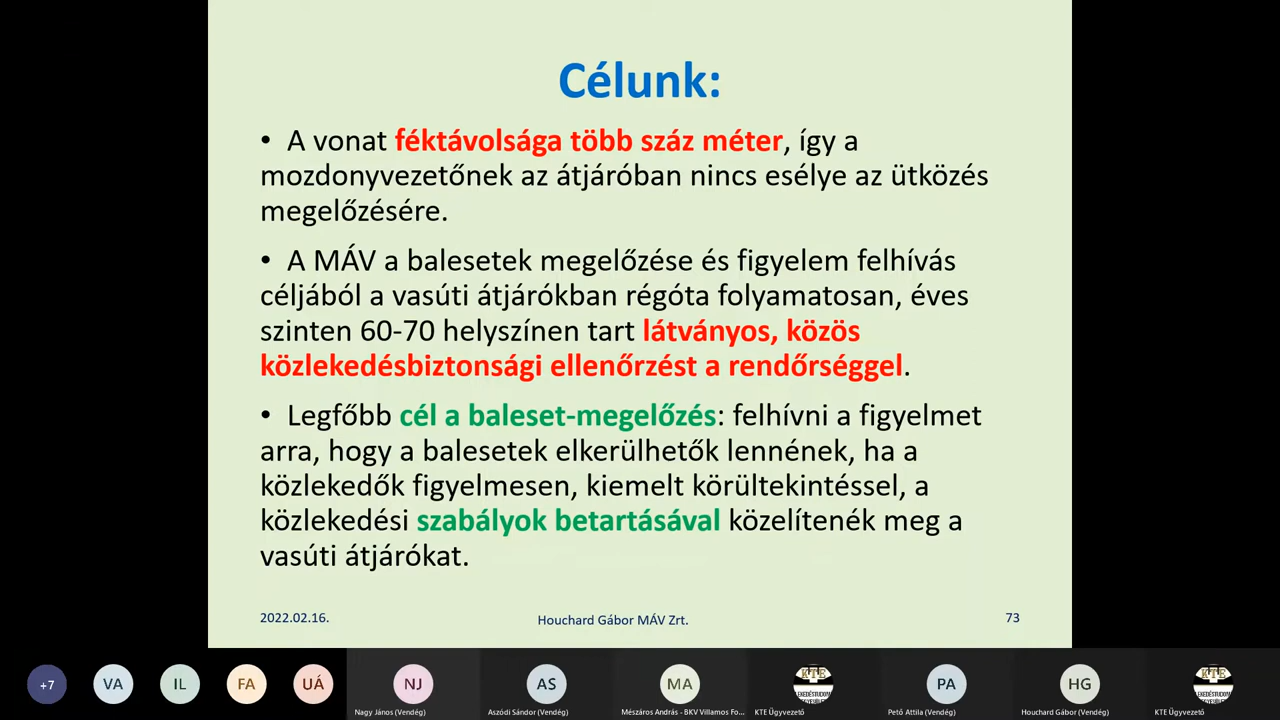 Célunk:
• A vonat féktávolsága több száz méter, így a
mozdonyvezetőnek az átjáróban nincs esélye az ütközés
megelőzésére.
• A MÁV a balesetek megelőzése és figyelem felhívás
céljából a vasúti átjárókban régóta folyamatosan, éves
szinten 60-70 helyszínen tart látványos, közös
közlekedésbiztonsági ellenőrzést a rendőrséggel.
• Legfőbb cél a baleset-megelőzés: felhívni a figyelmet
arra, hogy a balesetek elkerülhetők lennének, ha a
közlekedők figyelmesen, kiemelt körültekintéssel, a
közlekedési szabályok betartásával közelítenék meg a
vasúti átjárókat.
2022.02.16.
Houchard Gábor MÁV Zrt.
73
+7
VA
IL
FA
UÁ
NJ
AS
MA
KTE
PA
HG
KTE
Nagy János (Vendég)
Aszódi Sándor (Vendég)
Mészáros András - BKV Villamos Fo...
KTE Ügyvezető
Pető Attila (Vendég)
Houchard Gábor (Vendég)
KTE Ügyvezető